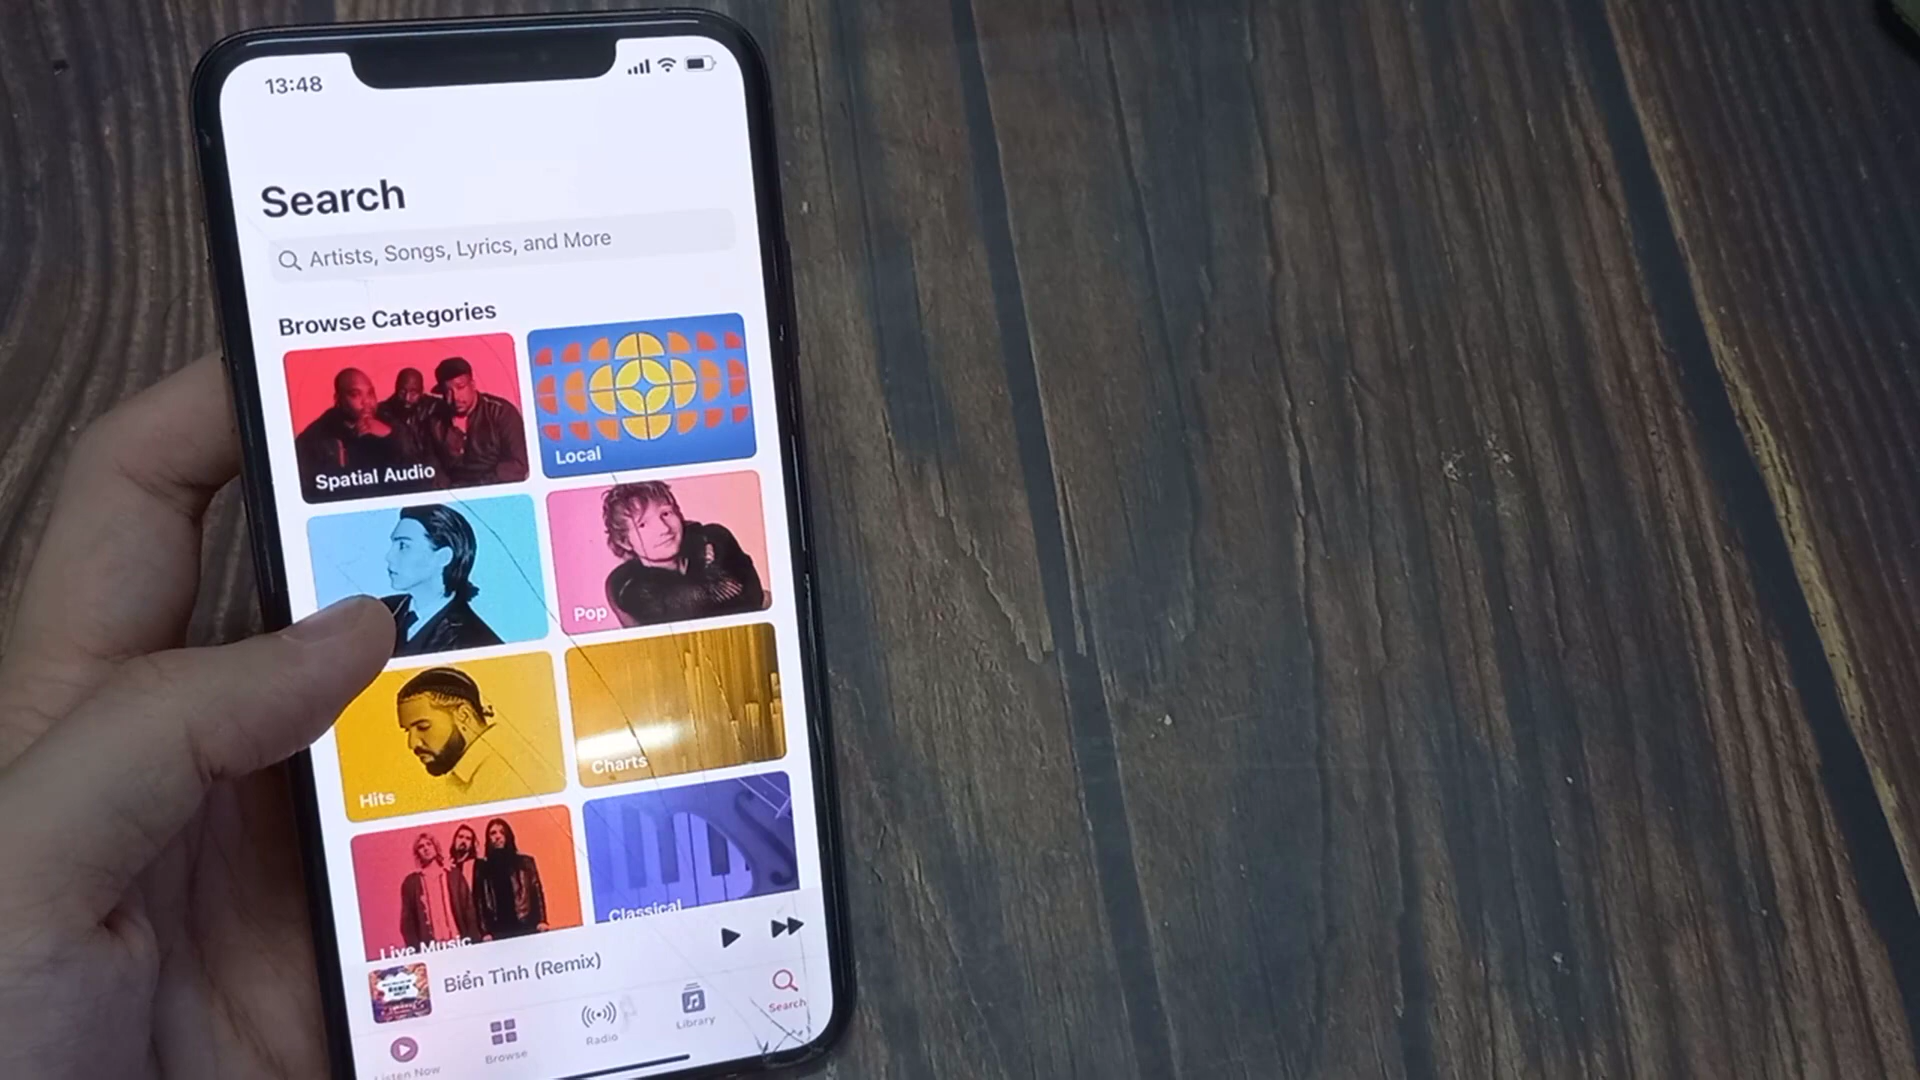 13:48
Search
Artists, Songs, Lyrics, and More
Browse Categories
Spatial Audio
Local
Pop
Hits
Charts
Live Music
Classical
Biển Tình (Remix)
Listen Now
Browse
Radio
Library
Search